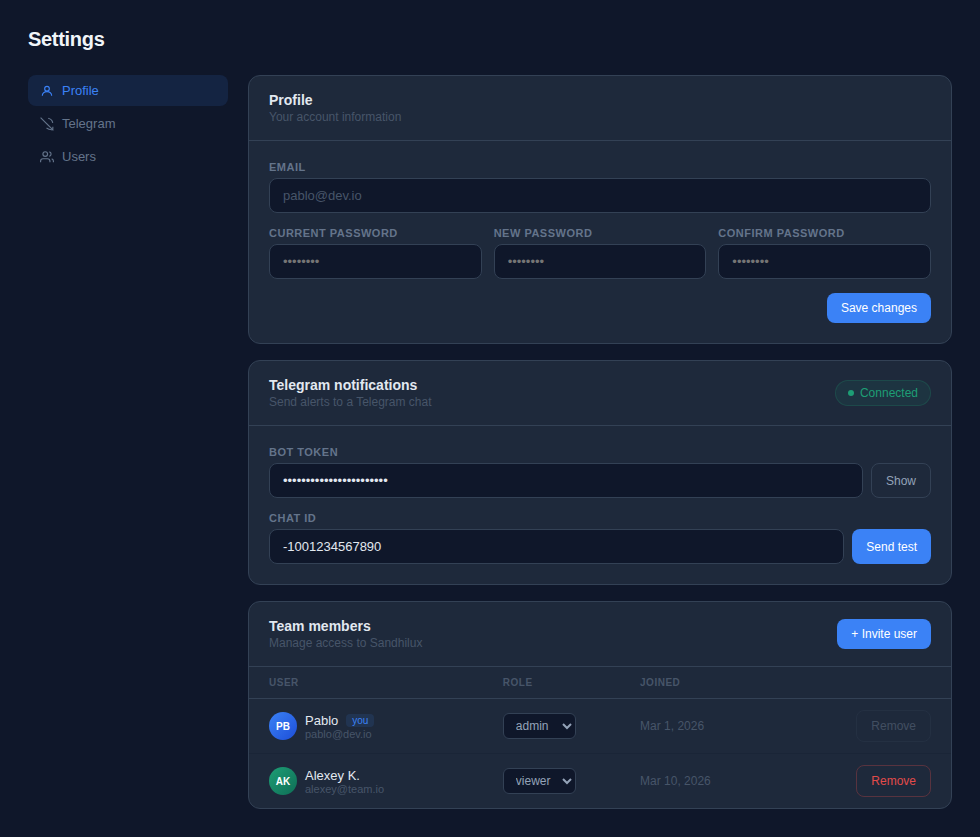 Settings
Profile
Telegram
Users
Profile
Your account information
EMAIL
pablo@dev.io
CURRENT PASSWORD NEW PASSWORD CONFIRM PASSWORD
•••••••• •••••••• ••••••••
Save changes
Telegram notifications
Send alerts to a Telegram chat
Connected
BOT TOKEN
•••••••••••••••••••••••
Show
CHAT ID
-1001234567890
Send test
Team members
Manage access to Sandhilux
+ Invite user
USER ROLE JOINED
PB Pablo you
pablo@dev.io
admin Mar 1, 2026 Remove
AK Alexey K.
alexey@team.io
viewer Mar 10, 2026 Remove